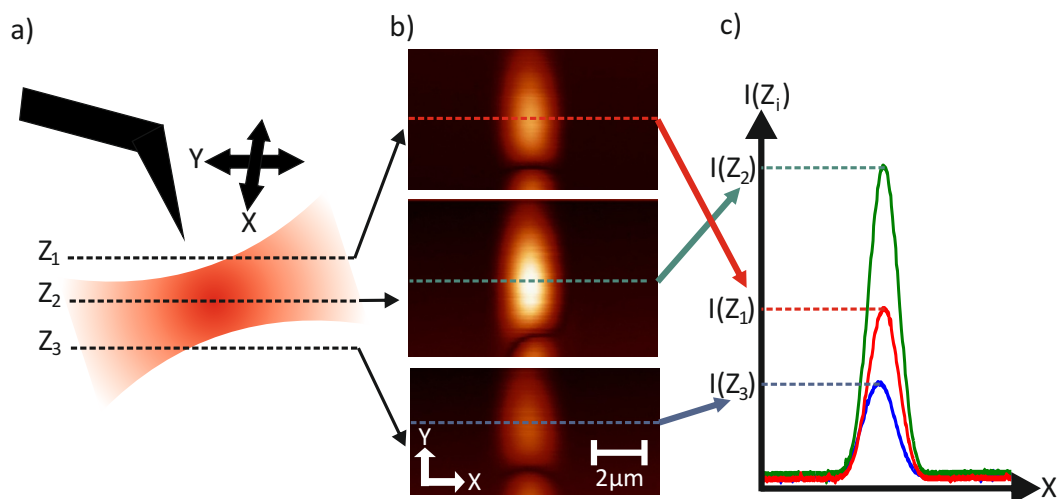 a)
Y
X
Z₁
Z₂
Z₃
b)
Y
X
2µm
c)
I(Zᵢ)
I(Z₂)
I(Z₁)
I(Z₃)
X